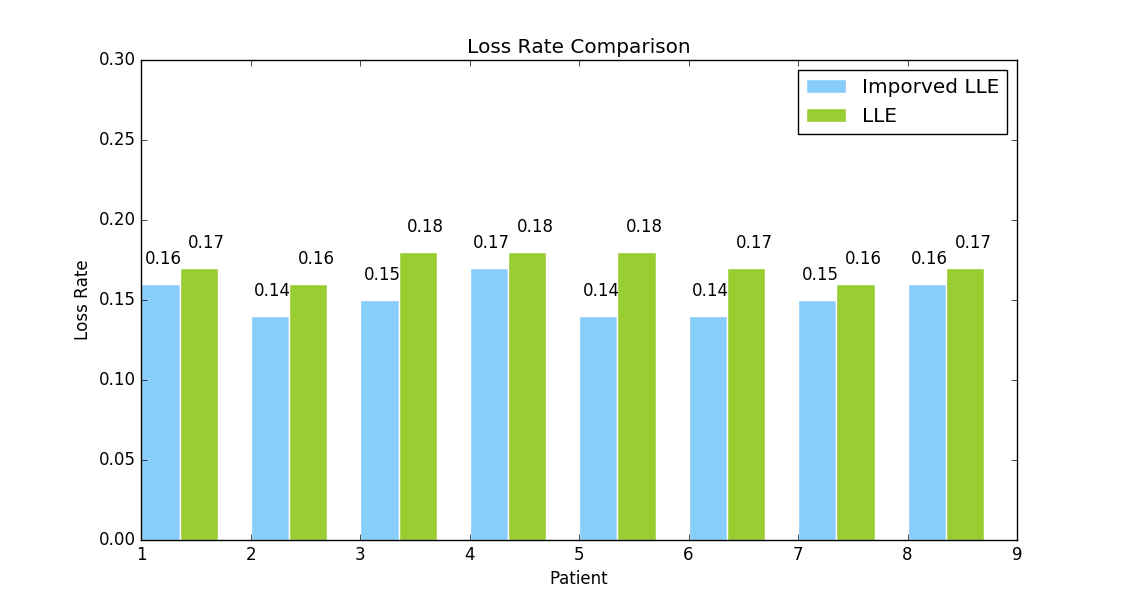 Loss Rate Comparison
0.30
0.25
0.20
0.15
0.10
0.05
0.00
Loss Rate
Imporved LLE
LLE
0.16 0.17 0.14 0.16 0.15 0.18 0.17 0.18 0.14 0.18 0.14 0.17 0.15 0.16 0.16 0.17
1 2 3 4 5 6 7 8 9
Patient